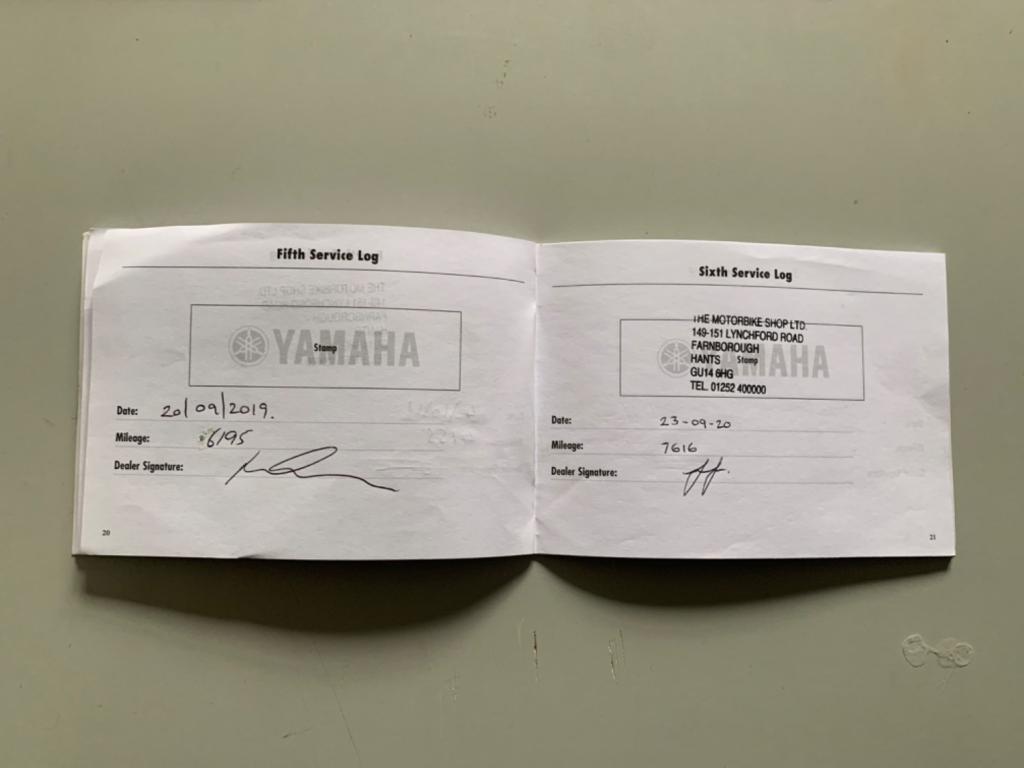 Fifth Service Log
YAMAHA
Stamp
Date: 20/09/2019.
Mileage: 6195
Dealer Signature:
20
Sixth Service Log
THE MOTORBIKE SHOP LTD.
149-151 LYNCHFORD ROAD
FARNBOROUGH
HANTS
GU14 6HG
TEL. 01252 400000
YAMAHA
Stamp
Date: 23-09-20
Mileage: 7616
Dealer Signature:
21